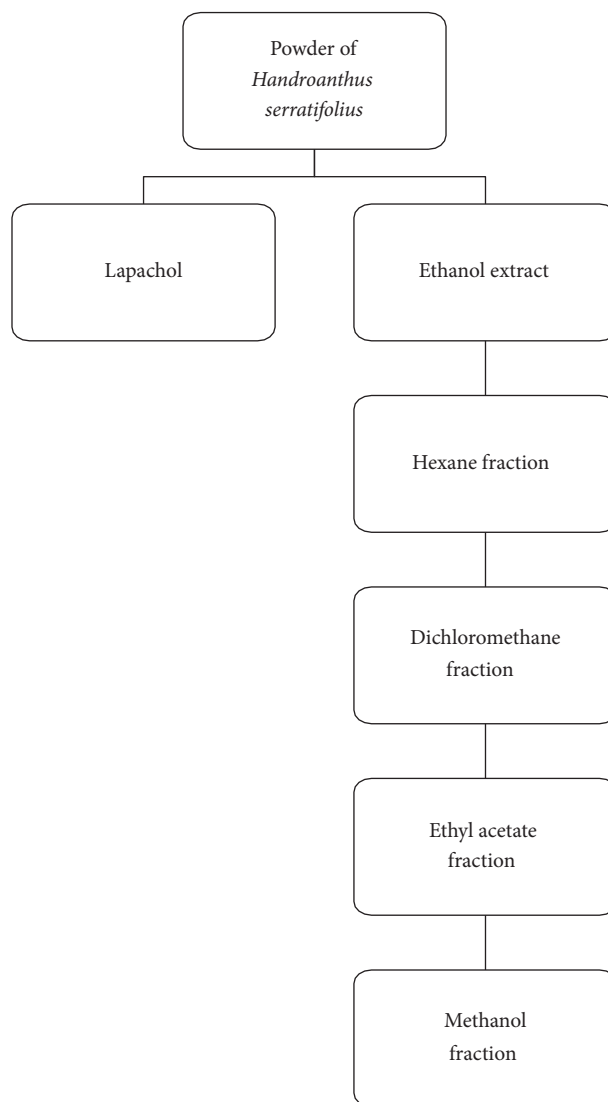 Powder of
Handroanthus
serratifolius
Lapachol
Ethanol extract
Hexane fraction
Dichloromethane
fraction
Ethyl acetate
fraction
Methanol
fraction